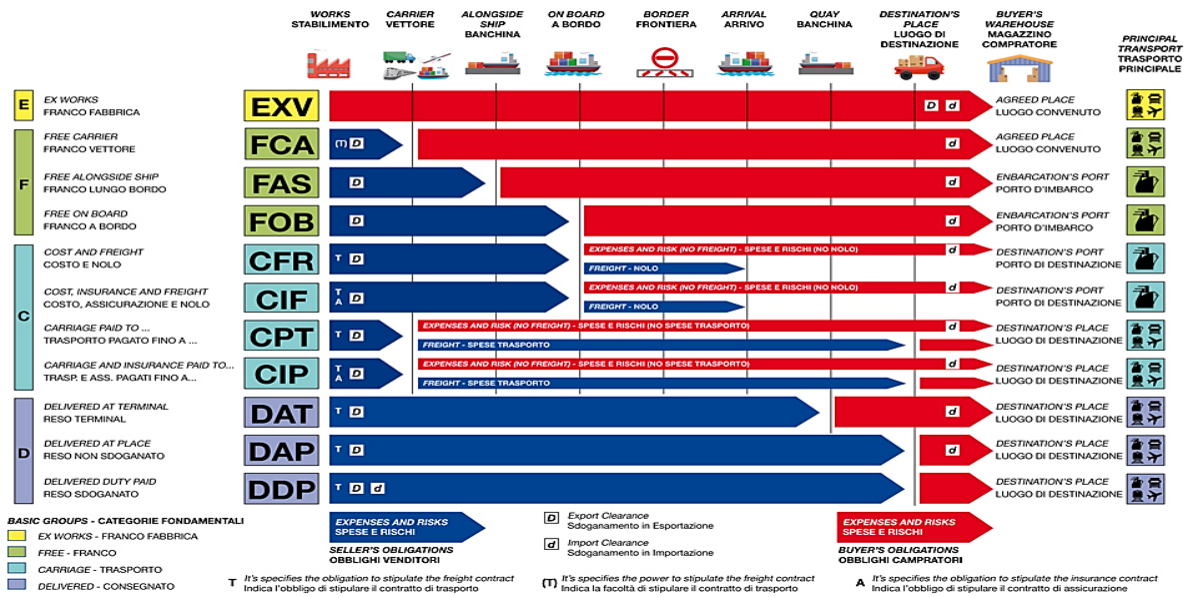 WORKS
STABILIMENTO
CARRIER
VETTORE
ALONGSIDE
SHIP
BANCHINA
ON BOARD
A BORDO
BORDER
FRONTIERA
ARRIVAL
ARRIVO
QUAY
BANCHINA
DESTINATION'S
PLACE
LUOGO DI
DESTINAZIONE
BUYER'S
WAREHOUSE
MAGAZZINO
COMPRATORE
PRINCIPAL
TRANSPORT
TRASPORTO
PRINCIPALE
E
EX WORKS
FRANCO FABBRICA
EXV
D d
AGREED PLACE
LUOGO CONVENUTO
F
FREE CARRIER
FRANCO VETTORE
FCA
(T) D
d
AGREED PLACE
LUOGO CONVENUTO
FREE ALONGSIDE SHIP
FRANCO LUNGO BORDO
FAS
D
d
ENBARCATION'S PORT
PORTO D'IMBARCO
FREE ON BOARD
FRANCO A BORDO
FOB
D
d
ENBARCATION'S PORT
PORTO D'IMBARCO
C
COST AND FREIGHT
COSTO E NOLO
CFR
T D
EXPENSES AND RISK (NO FREIGHT) - SPESE E RISCHI (NO NOLO)
d
FREIGHT - NOLO
DESTINATION'S PORT
PORTO DI DESTINAZIONE
COST, INSURANCE AND FREIGHT
COSTO, ASSICURAZIONE E NOLO
CIF
T
A
D
EXPENSES AND RISK (NO FREIGHT) - SPESE E RISCHI (NO NOLO)
d
FREIGHT - NOLO
DESTINATION'S PORT
PORTO DI DESTINAZIONE
CARRIAGE PAID TO ...
TRASPORTO PAGATO FINO A ...
CPT
T D
EXPENSES AND RISK (NO FREIGHT) - SPESE E RISCHI (NO SPESE TRASPORTO)
d
FREIGHT - SPESE TRASPORTO
DESTINATION'S PLACE
LUOGO DI DESTINAZIONE
CARRIAGE AND INSURANCE PAID TO...
TRASP. E ASS. PAGATI FINO A...
CIP
T
A
D
EXPENSES AND RISK (NO FREIGHT) - SPESE E RISCHI (NO SPESE TRASPORTO)
d
FREIGHT - SPESE TRASPORTO
DESTINATION'S PLACE
LUOGO DI DESTINAZIONE
D
DELIVERED AT TERMINAL
RESO TERMINAL
DAT
T D
d
DESTINATION'S PLACE
LUOGO DI DESTINAZIONE
DELIVERED AT PLACE
RESO NON SDOGANATO
DAP
T D
d
DESTINATION'S PLACE
LUOGO DI DESTINAZIONE
DELIVERED DUTY PAID
RESO SDOGANATO
DDP
T D d
DESTINATION'S PLACE
LUOGO DI DESTINAZIONE
BASIC GROUPS - CATEGORIE FONDAMENTALI
EX WORKS - FRANCO FABBRICA
FREE - FRANCO
CARRIAGE - TRASPORTO
DELIVERED - CONSEGNATO
EXPENSES AND RISKS
SPESE E RISCHI
SELLER'S OBLIGATIONS
OBBLIGHI VENDITORI
D Export Clearance
Sdoganamento in Esportazione
d Import Clearance
Sdoganamento in Importazione
EXPENSES AND RISKS
SPESE E RISCHI
BUYER'S OBLIGATIONS
OBBLIGHI CAMPRATORI
T It's specifies the obligation to stipulate the freight contract
Indica l'obbligo di stipulare il contratto di trasporto
(T) It's specifies the power to stipulate the freight contract
Indica la facoltà di stipulare il contratto di trasporto
A It's specifies the obligation to stipulate the insurance contract
Indica l'obbligo di stipulare il contratto di assicurazione